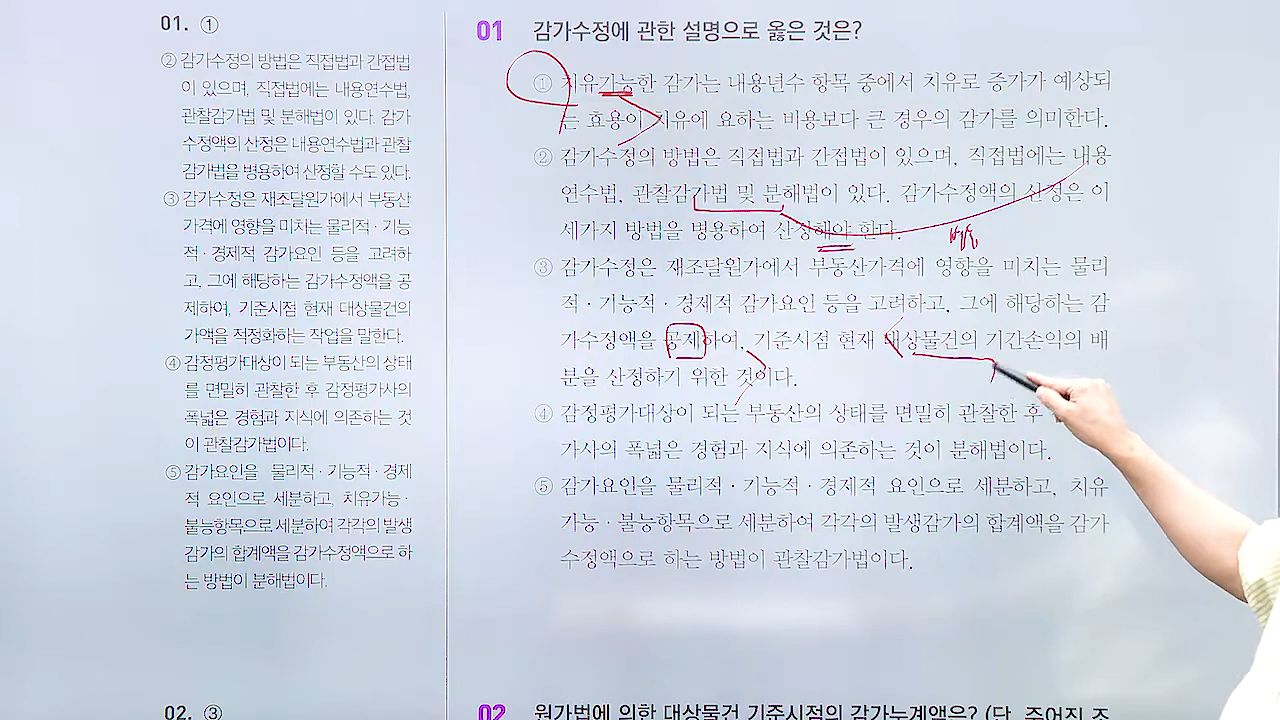 01. ①
② 감가수정의 방법은 직접법과 간접법
이 있으며, 직접법에는 내용연수법,
관찰감가법 및 분해법이 있다. 감가
수정액의 산정은 내용연수법과 관찰
감가법을 병용하여 산정할 수도 있다.
③ 감가수정은 재조달원가에서 부동산
가격에 영향을 미치는 물리적·기능
적·경제적 감가요인 등을 고려하
고, 그에 해당하는 감가수정액을 공
제하여, 기준시점 현재 대상물건의
가액을 적정화하는 작업을 말한다.
④ 감정평가대상이 되는 부동산의 상태
를 면밀히 관찰한 후 감정평가사의
폭넓은 경험과 지식에 의존하는 것
이 관찰감가법이다.
⑤ 감가요인을 물리적·기능적·경제
적 요인으로 세분하고, 치유가능·
불능항목으로 세분하여 각각의 발생
감가의 합계액을 감가수정액으로 하
는 방법이 분해법이다.
02. ③
01 감가수정에 관한 설명으로 옳은 것은?
① 치유가능한 감가는 내용년수 항목 중에서 치유로 증가가 예상되
는 효용이 치유에 요하는 비용보다 큰 경우의 감가를 의미한다.
② 감가수정의 방법은 직접법과 간접법이 있으며, 직접법에는 내용
연수법, 관찰감가법 및 분해법이 있다. 감가수정액의 산정은 이
세가지 방법을 병용하여 산정해야 한다.
③ 감가수정은 재조달원가에서 부동산가격에 영향을 미치는 물리
적·기능적·경제적 감가요인 등을 고려하고, 그에 해당하는 감
가수정액을 공제하여, 기준시점 현재 대상물건의 기간손익의 배
분을 산정하기 위한 것이다.
④ 감정평가대상이 되는 부동산의 상태를 면밀히 관찰한 후
가사의 폭넓은 경험과 지식에 의존하는 것이 분해법이다.
⑤ 감가요인을 물리적·기능적·경제적 요인으로 세분하고, 치유
가능·불능항목으로 세분하여 각각의 발생감가의 합계액을 감가
수정액으로 하는 방법이 관찰감가법이다.
02 원가법에 의한 대상물건 기준시점의 감가누계액은? (단, 주어진 조